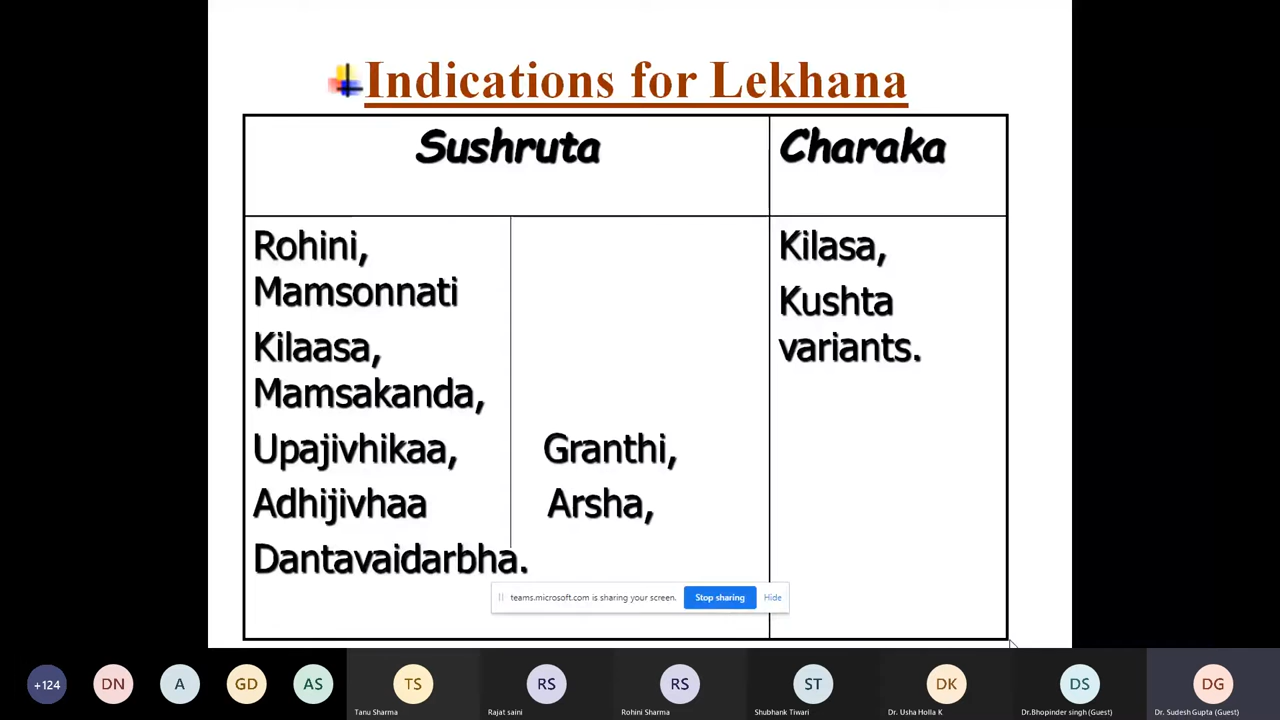 Indications for Lekhana
Sushruta
Charaka
Rohini,
Mamsonnati
Kilaasa,
Mamsakanda,
Upajivhikaa,
Adhijivhaa
Dantavaidarbha.
Granthi,
Arsha,
Kilasa,
Kushta
variants.
teams.microsoft.com is sharing your screen.
Stop sharing
Hide
+124
DN
A
GD
AS
TS
Tanu Sharma
RS
Rajat saini
RS
Rohini Sharma
ST
Shubhank Tiwari
DK
Dr. Usha Holla K
DS
Dr.Bhopinder singh (Guest)
DG
Dr. Sudesh Gupta (Guest)